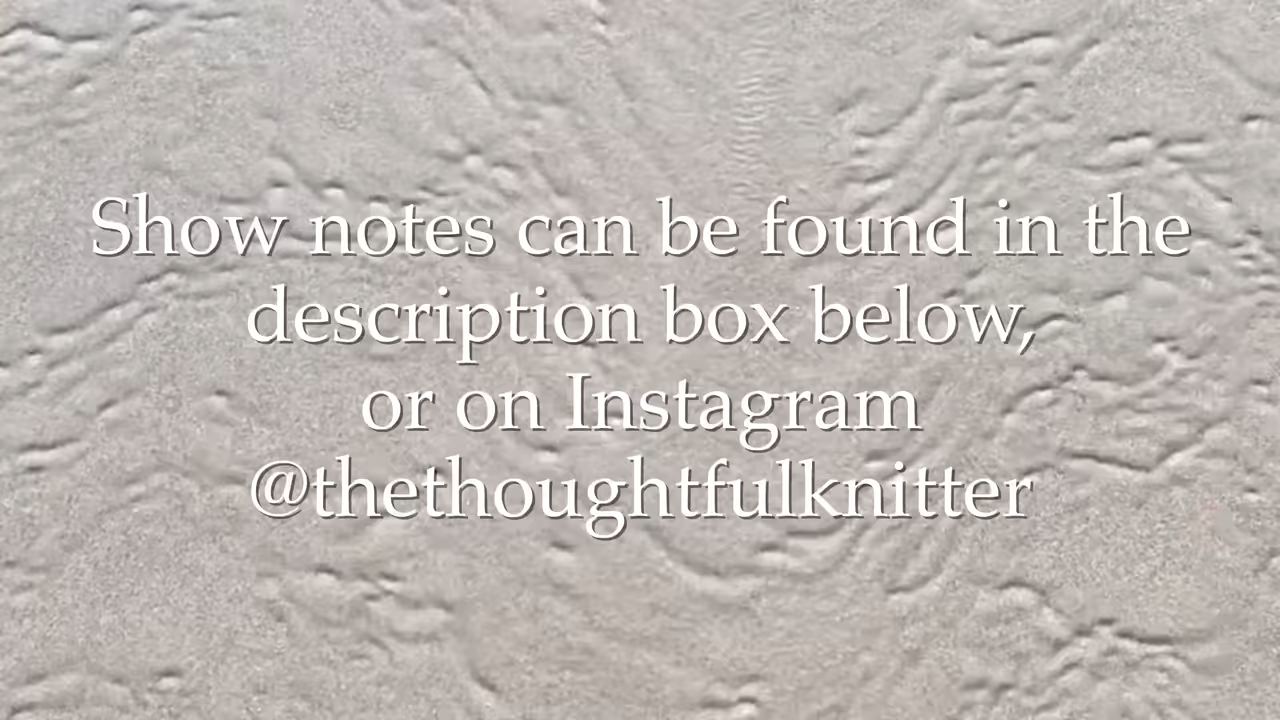 Show notes can be found in the
description box below,
or on Instagram
@thethoughtfulknitter